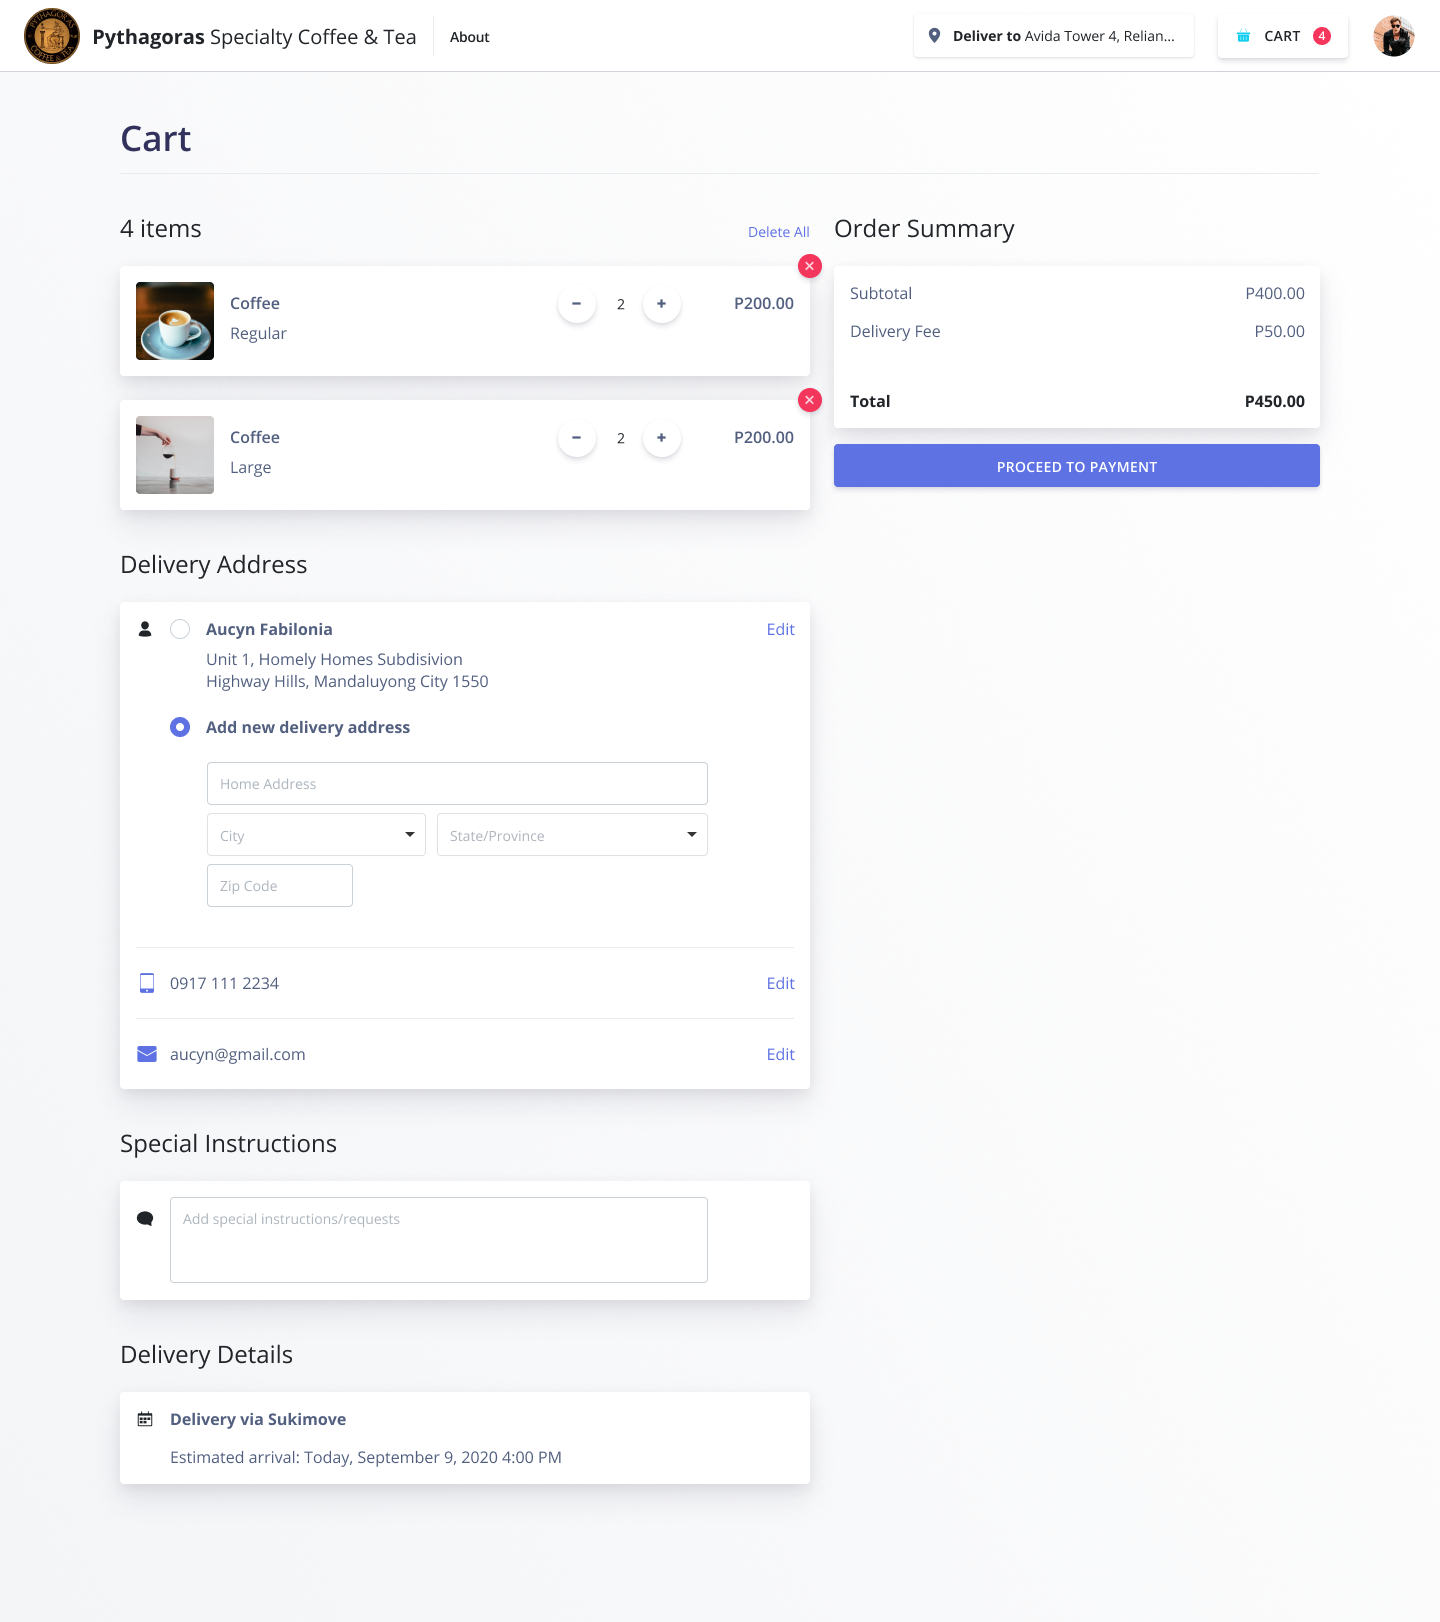 PYTHAGORAS
COFFEE & TEA
Pythagoras Specialty Coffee & Tea
About
Deliver to Avida Tower 4, Relian...
CART 4
Cart
4 items
Delete All
Coffee
Regular
2
P200.00
Coffee
Large
2
P200.00
Order Summary
Subtotal P400.00
Delivery Fee P50.00
Total P450.00
PROCEED TO PAYMENT
Delivery Address
Aucyn Fabilonia
Edit
Unit 1, Homely Homes Subdisivion
Highway Hills, Mandaluyong City 1550
Add new delivery address
Home Address
City
State/Province
Zip Code
0917 111 2234
Edit
aucyn@gmail.com
Edit
Special Instructions
Add special instructions/requests
Delivery Details
Delivery via Sukimove
Estimated arrival: Today, September 9, 2020 4:00 PM